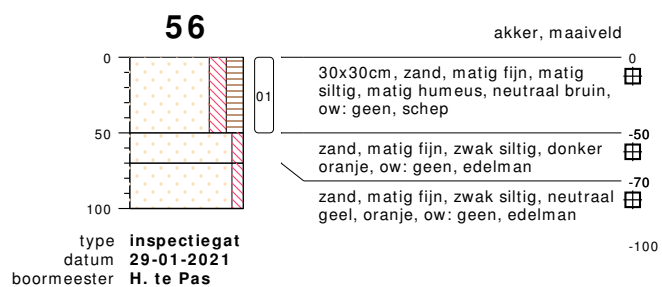 56
akker, maaiveld
0
50
100
01
0
30x30cm, zand, matig fijn, matig
siltig, matig humeus, neutraal bruin,
ow: geen, schep
-50
zand, matig fijn, zwak siltig, donker
oranje, ow: geen, edelman
-70
zand, matig fijn, zwak siltig, neutraal
geel, oranje, ow: geen, edelman
-100
type inspectiegat
datum 29-01-2021
boormeester H. te Pas